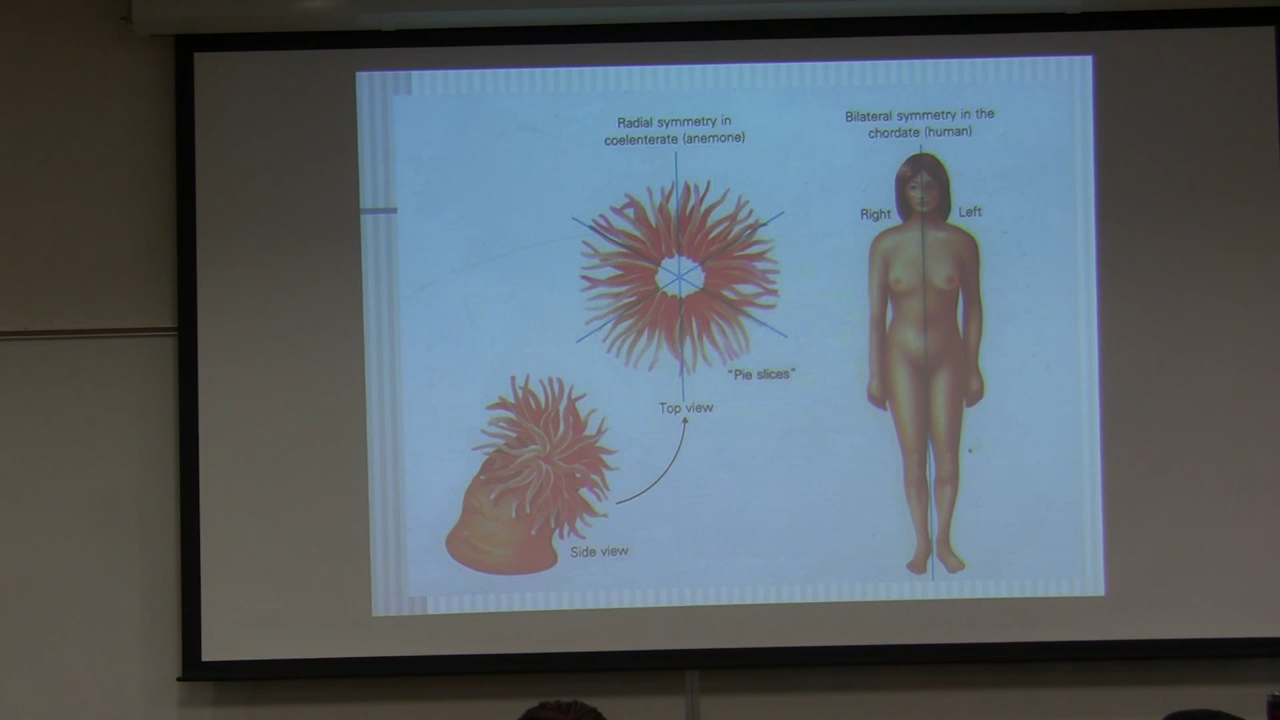 Radial symmetry in
coelenterate (anemone)
Bilateral symmetry in the
chordate (human)
Right
Left
"Pie slices"
Top view
Side view